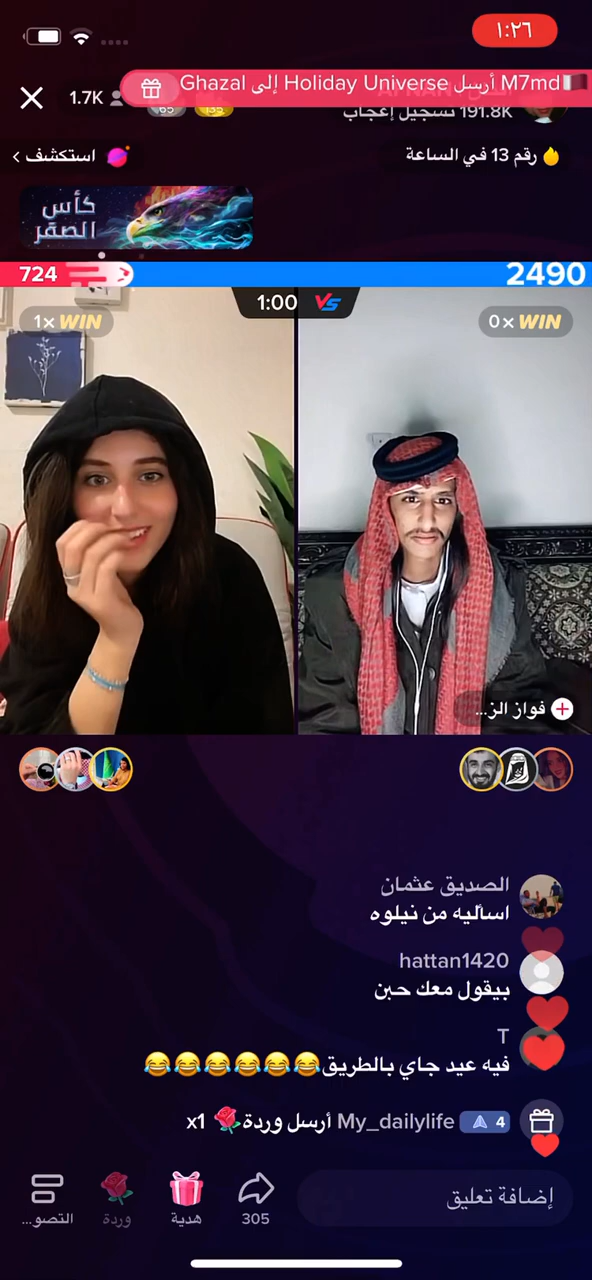 ١:٢٦
M7md أرسل Holiday Universe إلى Ghazal
1.7K
191.8K تسجيل إعجاب
رقم 13 في الساعة
استكشف
كأس
الصقر
724
2490
1:00 VS
1x WIN
0x WIN
فواز الز...
الصديق عثمان
اسأليه من نيلوه
hattan1420
بيقول معك حبن
T
فيه عيد جاي بالطريق😂😂😂😂😂😂
4 My_dailylife أرسل وردة🌹 x1
إضافة تعليق
305
هدية
وردة
التصو...